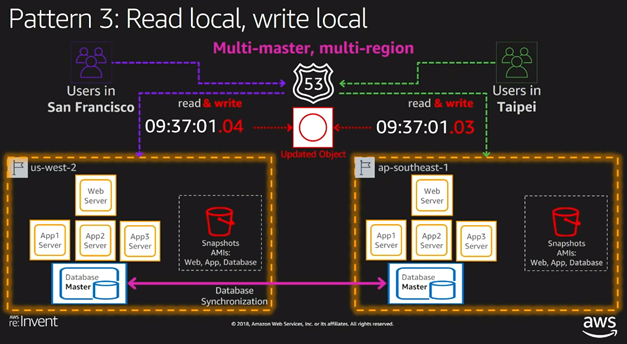 Pattern 3: Read local, write local
Multi-master, multi-region
Users in
San Francisco
53
Users in
Taipei
read & write
read & write
09:37:01.04
09:37:01.03
Updated Object
us-west-2
Web
Server
App1
Server
App2
Server
App3
Server
Snapshots
AMIs:
Web, App, Database
Database
Master
ap-southeast-1
Web
Server
App1
Server
App2
Server
App3
Server
Snapshots
AMIs:
Web, App, Database
Database
Master
Database
Synchronization
AWS
re:Invent
© 2018, Amazon Web Services, Inc. or its affiliates. All rights reserved.
aws